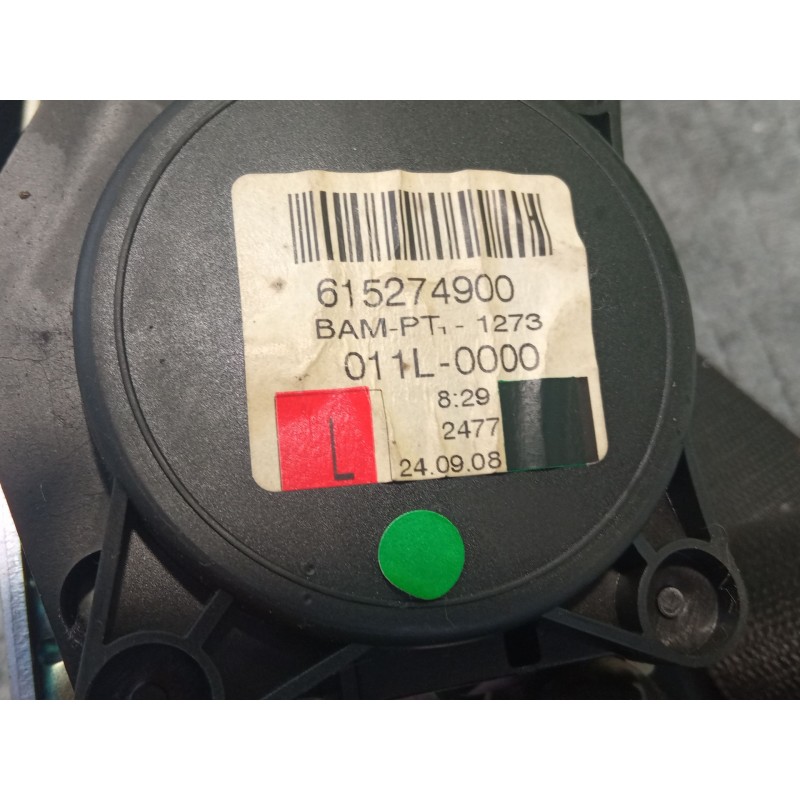 615274900
BAM-PT1 - 1273
011L-0000
8:29
L
2477
24.09.08